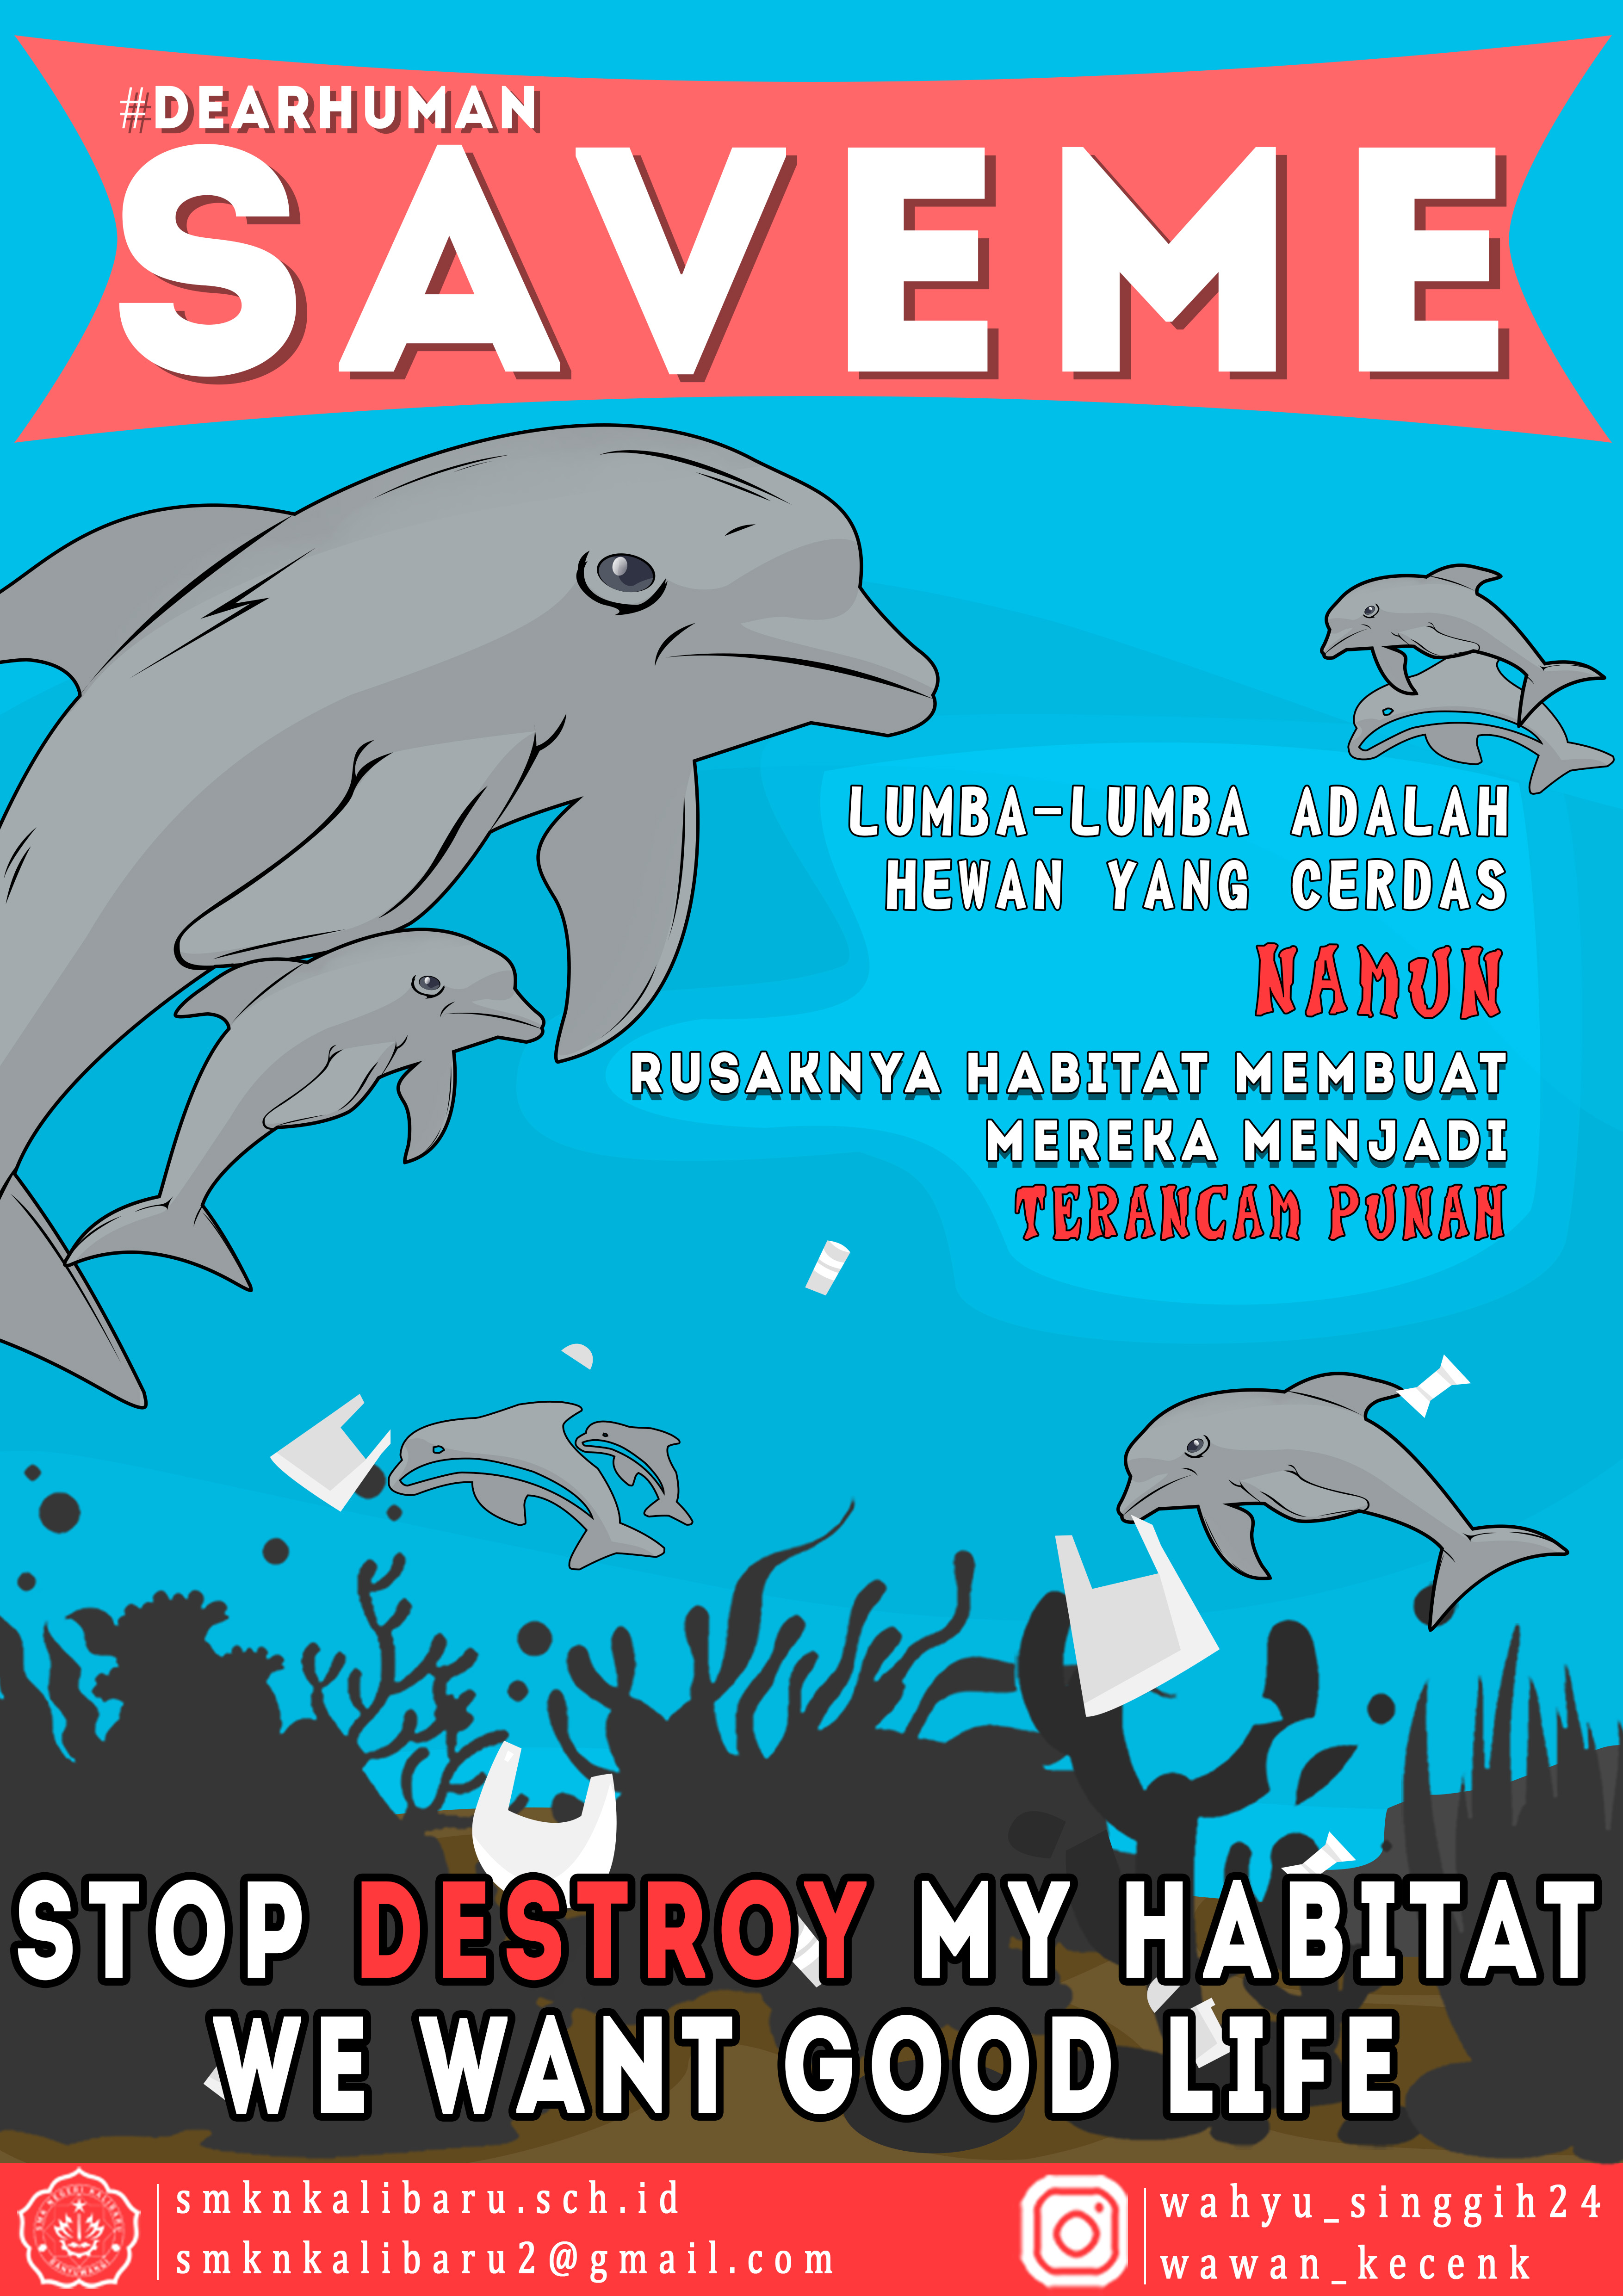 #DEARHUMAN
SAVEME
LUMBA-LUMBA ADALAH
HEWAN YANG CERDAS
NAMUN
RUSAKNYA HABITAT MEMBUAT
MEREKA MENJADI
TERANCAM PUNAH
STOP DESTROY MY HABITAT
WE WANT GOOD LIFE
smknkalibaru.sch.id
smknkalibaru2@gmail.com
wahyu_singgih24
wawan_kecenk